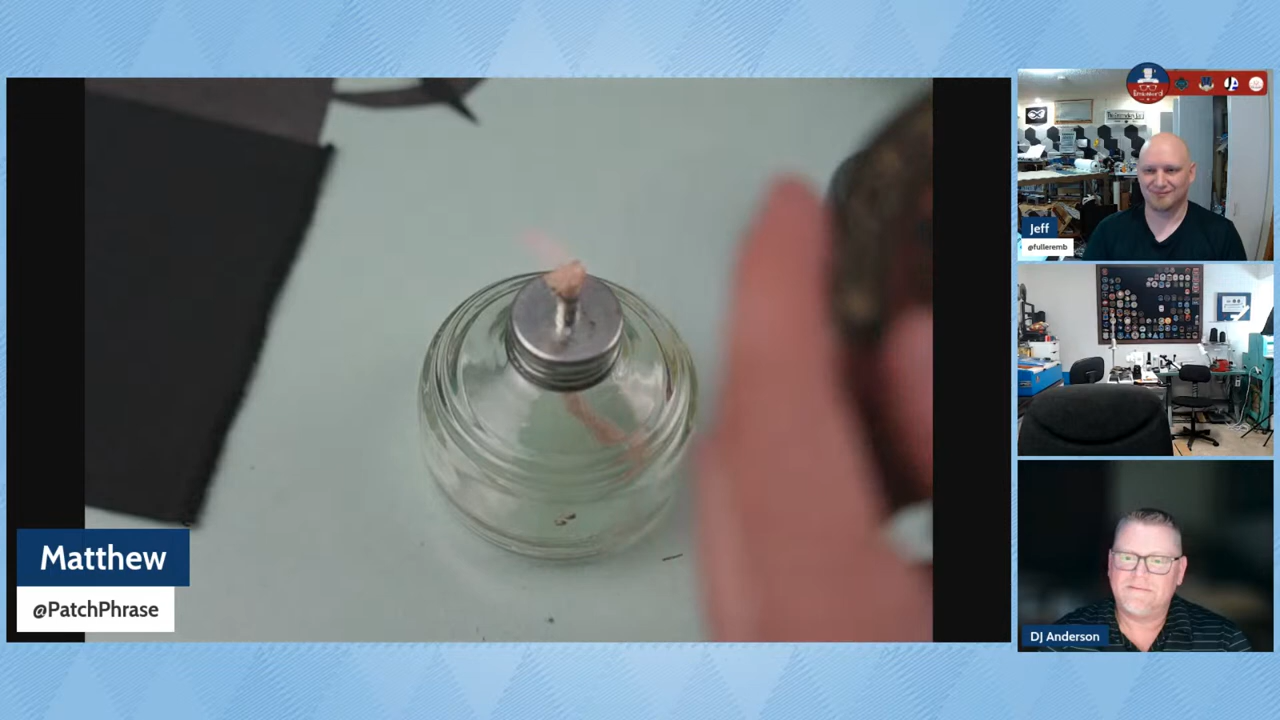 Matthew
@PatchPhrase
Jeff
@fulleremb
DJ Anderson